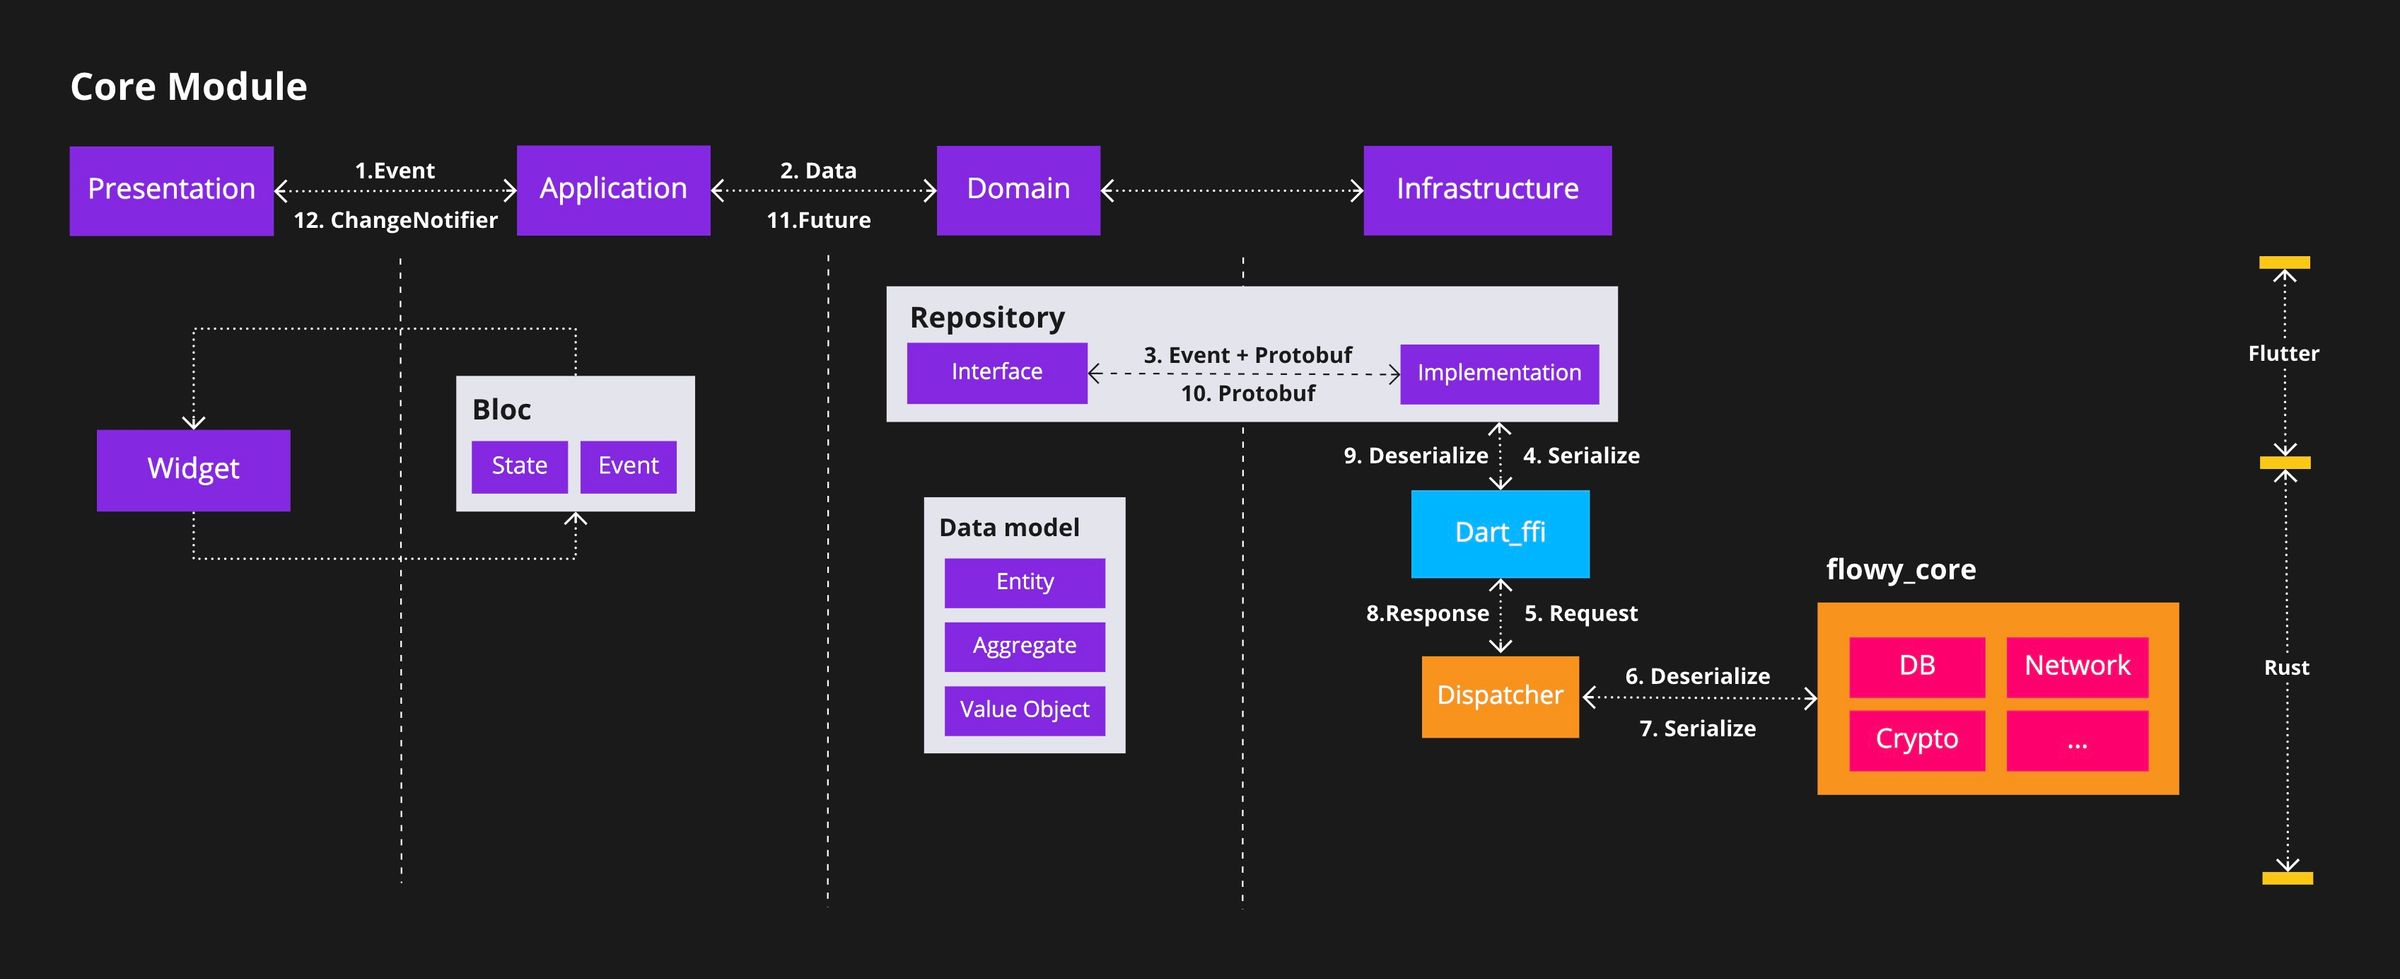 Core Module
Presentation
1.Event
12. ChangeNotifier
Application
2. Data
11.Future
Domain
Infrastructure
Widget
Bloc
State
Event
Repository
Interface
3. Event + Protobuf
10. Protobuf
Implementation
9. Deserialize
4. Serialize
Dart_ffi
8.Response
5. Request
Dispatcher
6. Deserialize
7. Serialize
Data model
Entity
Aggregate
Value Object
flowy_core
DB
Network
Crypto
...
Flutter
Rust